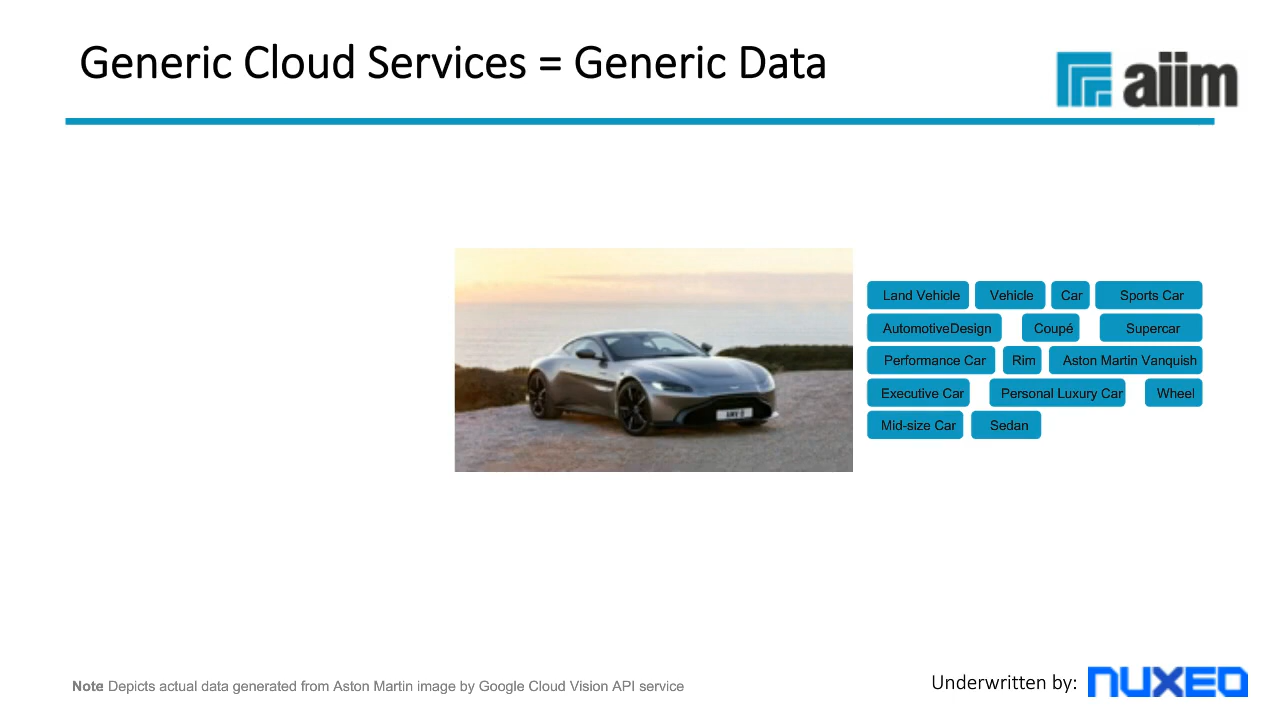 Generic Cloud Services = Generic Data
aiim
Land Vehicle Vehicle Car Sports Car
AutomotiveDesign Coupé Supercar
Performance Car Rim Aston Martin Vanquish
Executive Car Personal Luxury Car Wheel
Mid-size Car Sedan
Note: Depicts actual data generated from Aston Martin image by Google Cloud Vision API service
Underwritten by: nuxeo